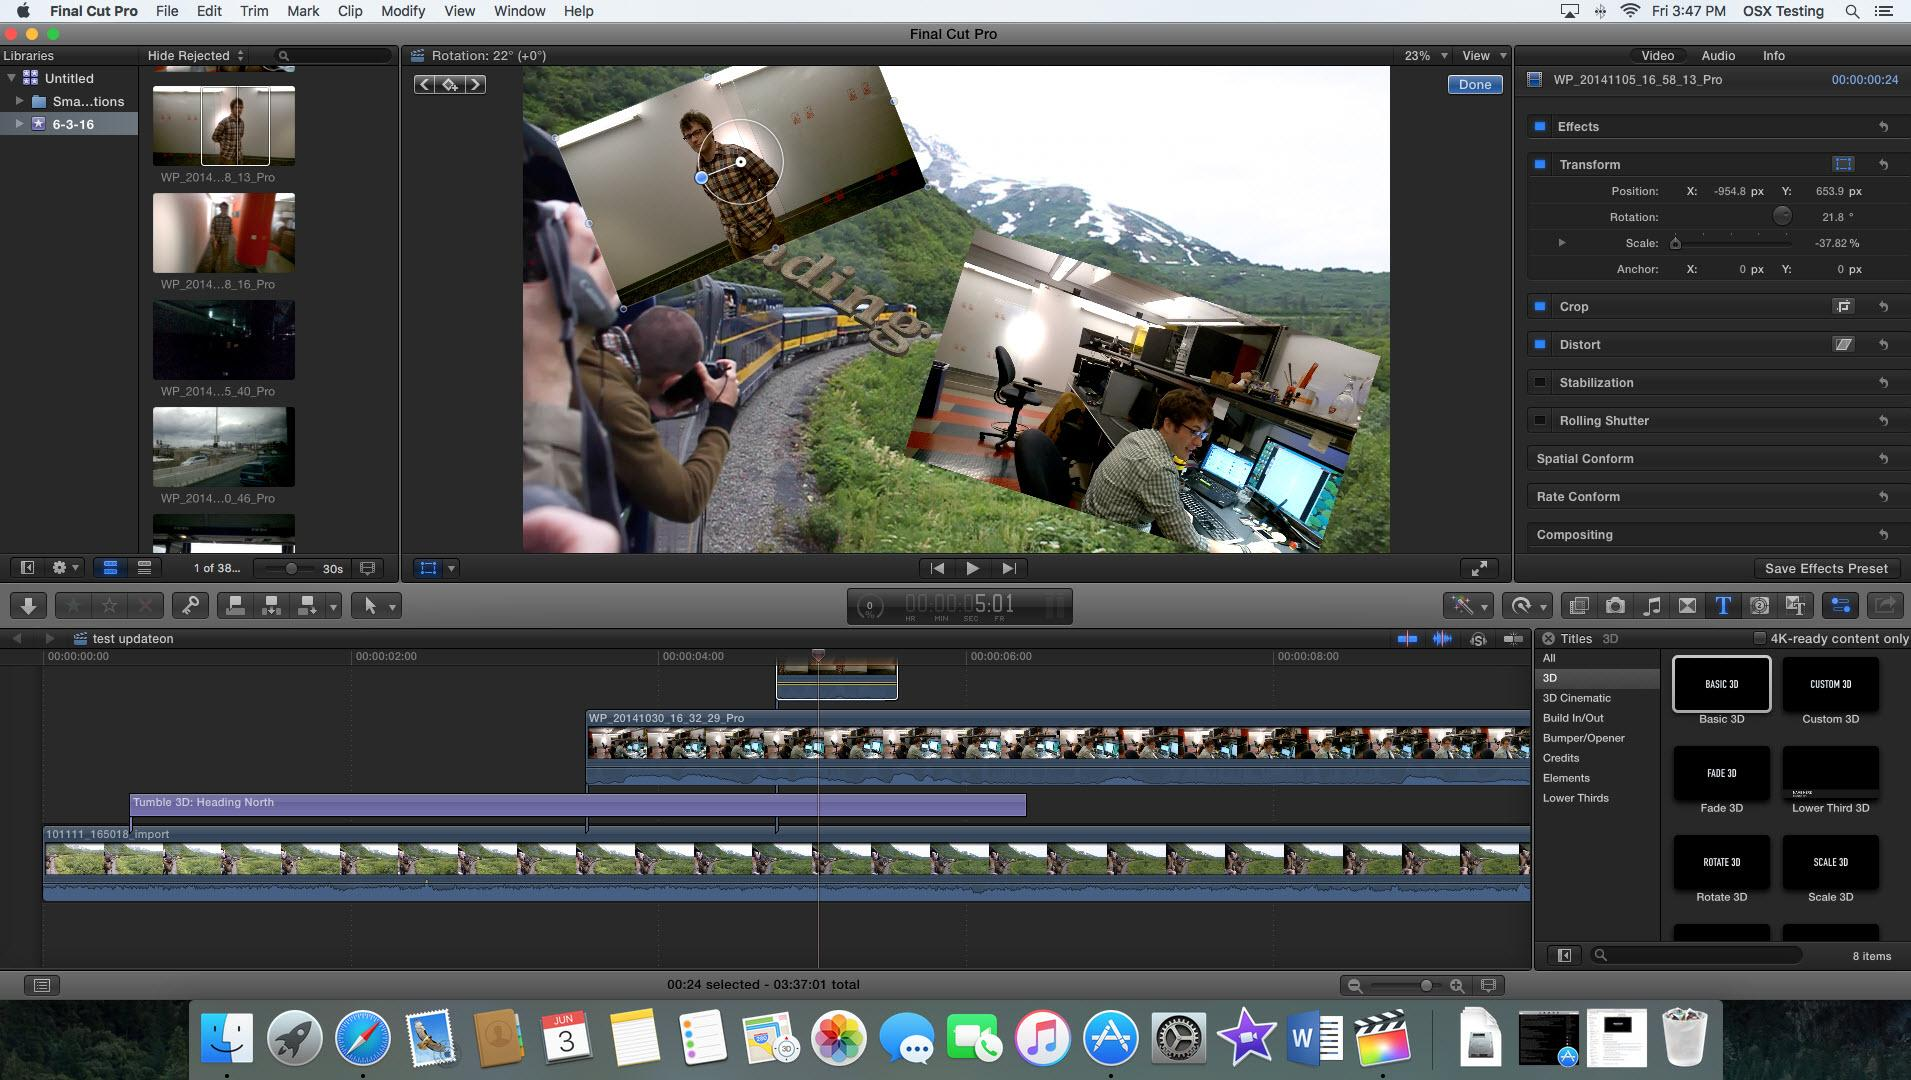 Final Cut Pro File Edit Trim Mark Clip Modify View Window Help
Fri 3:47 PM OSX Testing
Final Cut Pro
Libraries
Hide Rejected
Untitled
Sma...tions
6-3-16
WP_2014...8_13_Pro
WP_2014...8_16_Pro
WP_2014...5_40_Pro
WP_2014...0_46_Pro
1 of 38...
30s
Rotation: 22° (+0°)
23%
View
Done
ading
Video Audio Info
WP_20141105_16_58_13_Pro 00:00:00:24
Effects
Transform
Position: X: -954.8 px Y: 653.9 px
Rotation: 21.8 °
Scale: -37.82 %
Anchor: X: 0 px Y: 0 px
Crop
Distort
Stabilization
Rolling Shutter
Spatial Conform
Rate Conform
Compositing
Save Effects Preset
0
%
00:00:05:01
HR MIN SEC FR
test updateon
00:00:00:00 00:00:02:00 00:00:04:00 00:00:06:00 00:00:08:00
WP_20141030_16_32_29_Pro
Tumble 3D: Heading North
101111_165018_import
Titles 3D
4K-ready content only
All
3D
3D Cinematic
Build In/Out
Bumper/Opener
Credits
Elements
Lower Thirds
BASIC 3D
Basic 3D
CUSTOM 3D
Custom 3D
FADE 3D
Fade 3D
Lower Third 3D
ROTATE 3D
Rotate 3D
SCALE 3D
Scale 3D
8 items
00:24 selected - 03:37:01 total
JUN
3
280
3D